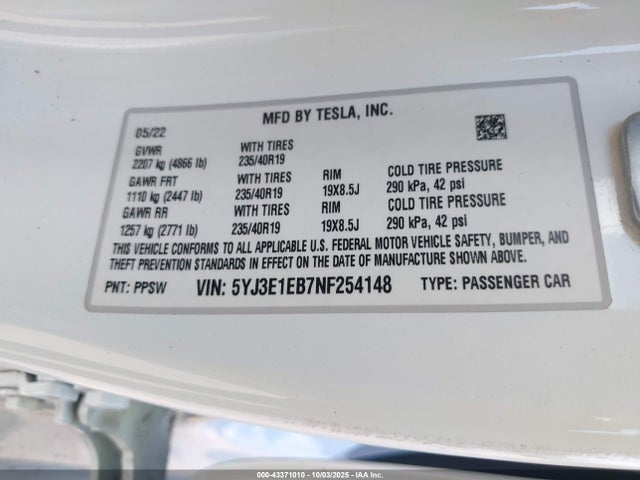 MFD BY TESLA, INC.
05/22
GVWR WITH TIRES
2207 kg (4866 lb) 235/40R19
GAWR FRT WITH TIRES RIM COLD TIRE PRESSURE
1110 kg (2447 lb) 235/40R19 19X8.5J 290 kPa, 42 psi
GAWR RR WITH TIRES RIM COLD TIRE PRESSURE
1257 kg (2771 lb) 235/40R19 19X8.5J 290 kPa, 42 psi
THIS VEHICLE CONFORMS TO ALL APPLICABLE U.S. FEDERAL MOTOR VEHICLE SAFETY, BUMPER, AND
THEFT PREVENTION STANDARDS IN EFFECT ON THE DATE OF MANUFACTURE SHOWN ABOVE.
PNT: PPSW VIN: 5YJ3E1EB7NF254148 TYPE: PASSENGER CAR
000-43371010 - 10/03/2025 - IAA Inc.